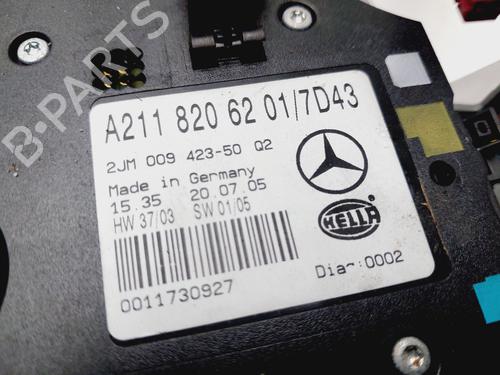 A211 820 62 01/7D43
2JM 009 423-50 Q2
Made in Germany
15.35 20.07.05
HW 37/03 SW 01/05
HELLA
Diag:0002
0011730927
B-PARTS